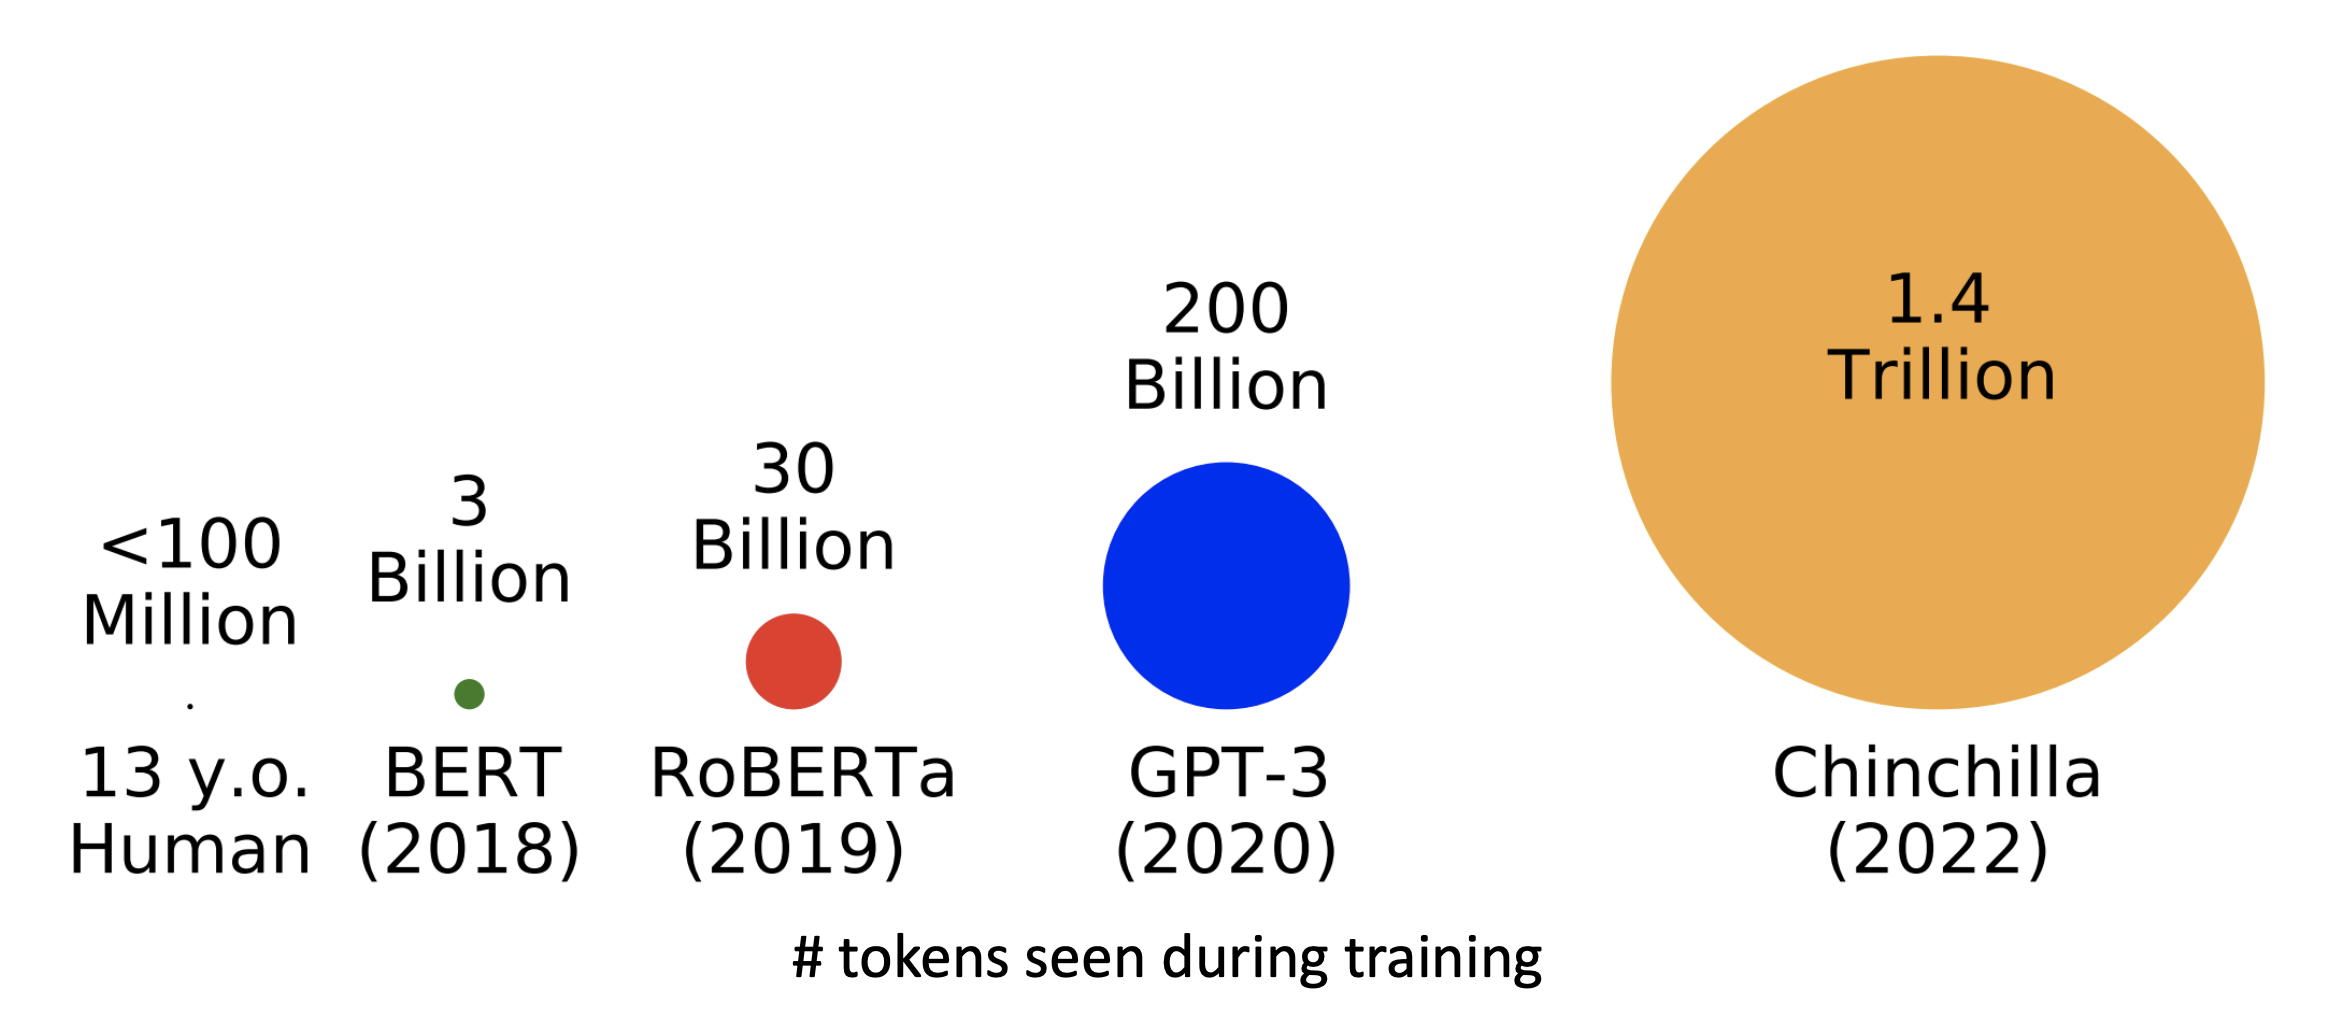 <100
Million
13 y.o.
Human
3
Billion
BERT
(2018)
30
Billion
RoBERTa
(2019)
200
Billion
GPT-3
(2020)
1.4
Trillion
Chinchilla
(2022)
# tokens seen during training